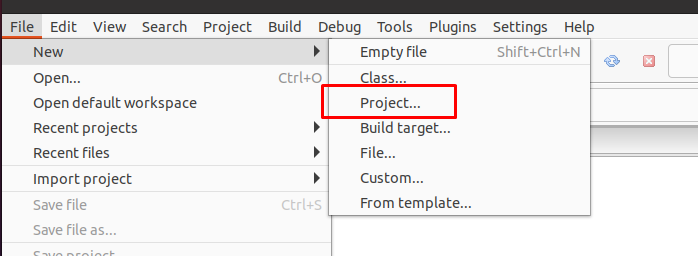 File Edit View Search Project Build Debug Tools Plugins Settings Help
New
Empty file Shift+Ctrl+N
Open... Ctrl+O
Class...
Open default workspace
Project...
Recent projects
Build target...
Recent files
File...
Import project
Custom...
Save file Ctrl+S
From template...
Save file as...
Save project